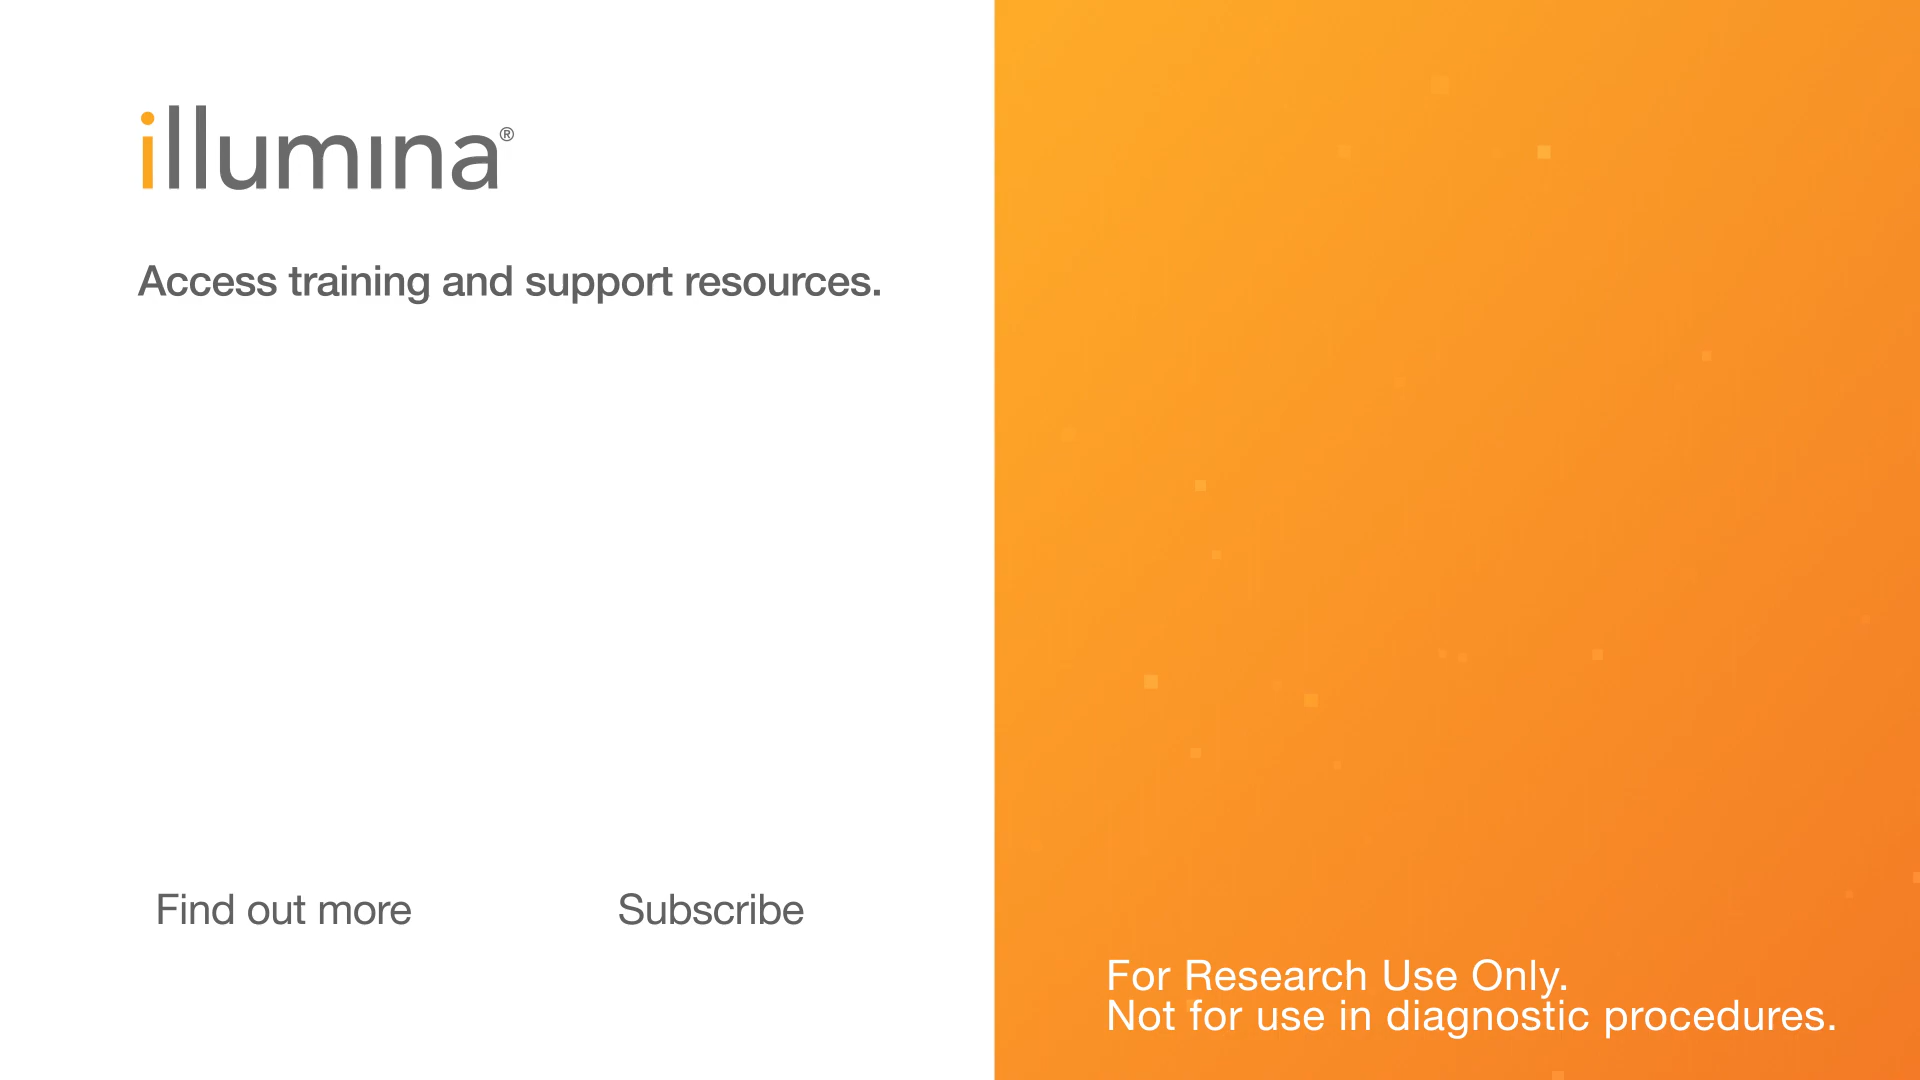 illumina®
Access training and support resources.
Find out more
Subscribe
For Research Use Only.
Not for use in diagnostic procedures.